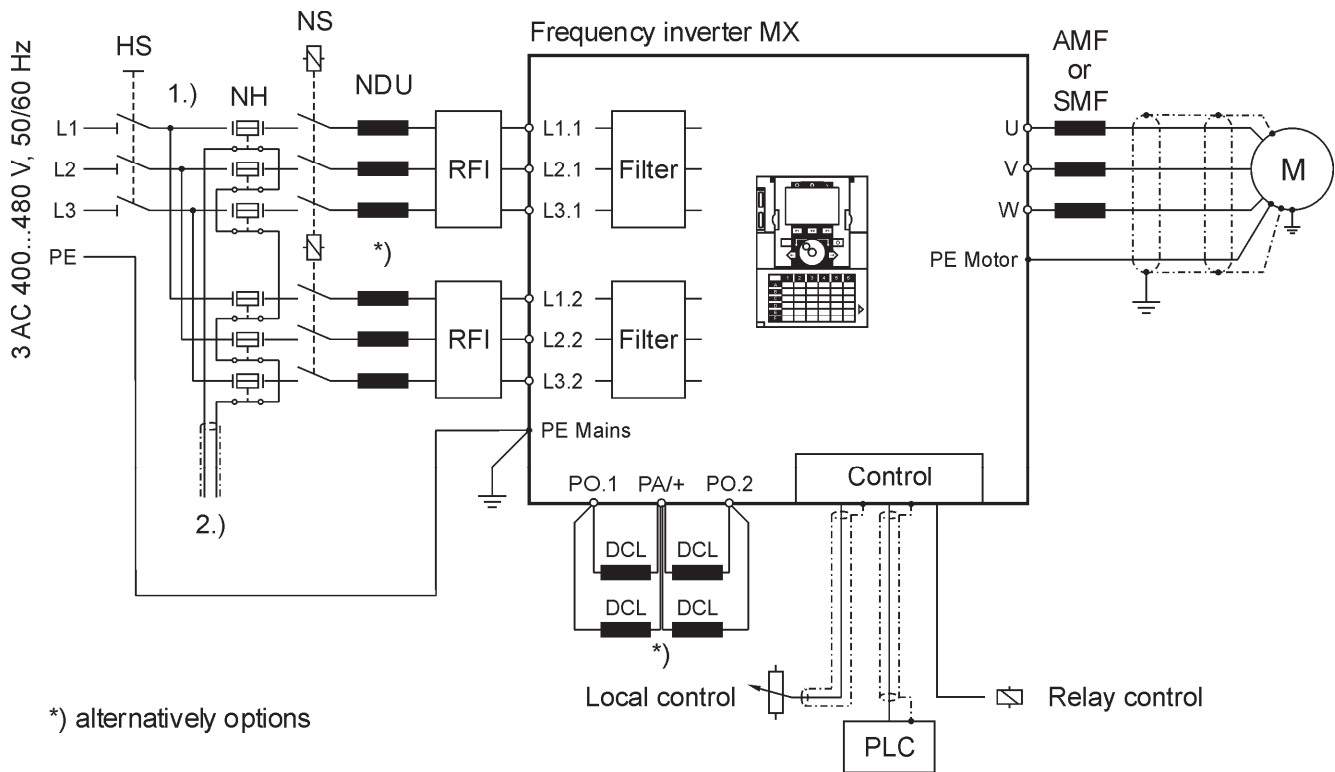 3 AC 400...480 V, 50/60 Hz
HS
NS
Frequency inverter MX
AMF
or
SMF
1.)
NH
NDU
L1
L2
L3
PE
RFI
L1.1
L2.1
L3.1
Filter
U
V
W
M
PE Motor
*)
RFI
L1.2
L2.2
L3.2
Filter
PE Mains
2.)
PO.1
PA/+
PO.2
Control
DCL
DCL
DCL
DCL
*)
Local control
Relay control
PLC
*) alternatively options